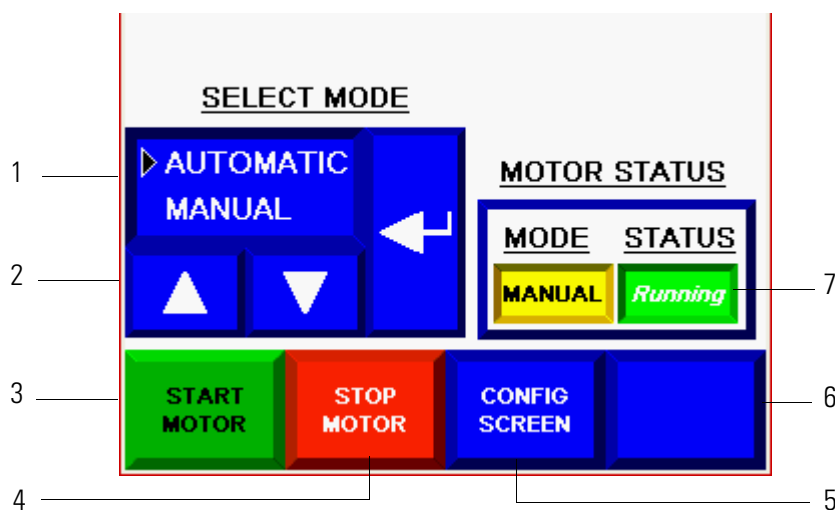 SELECT MODE
1
AUTOMATIC
MANUAL
MOTOR STATUS
MODE STATUS
2
MANUAL Running
7
3
START
MOTOR
STOP
MOTOR
CONFIG
SCREEN
6
4
5